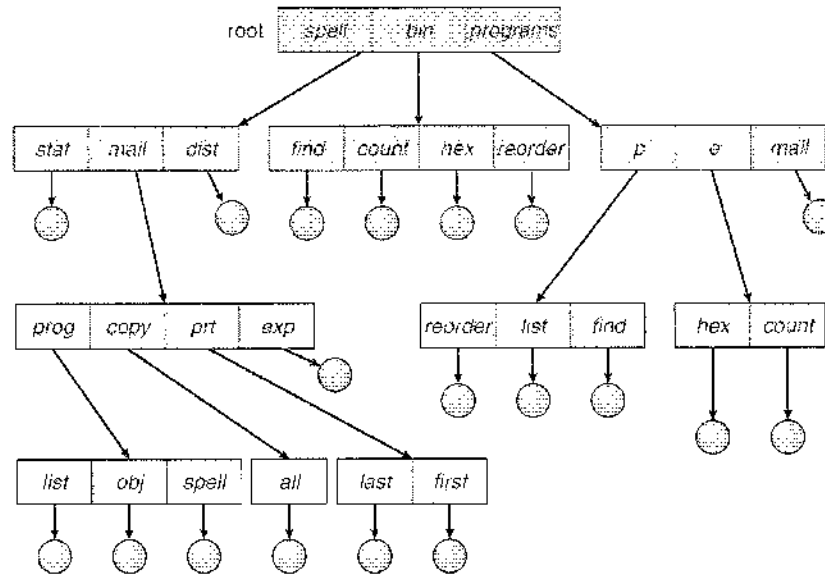 root spell bin programs
stat mail dist find count hex reorder p e mail
prog copy prt exp reorder list find hex count
list obj spell all last first